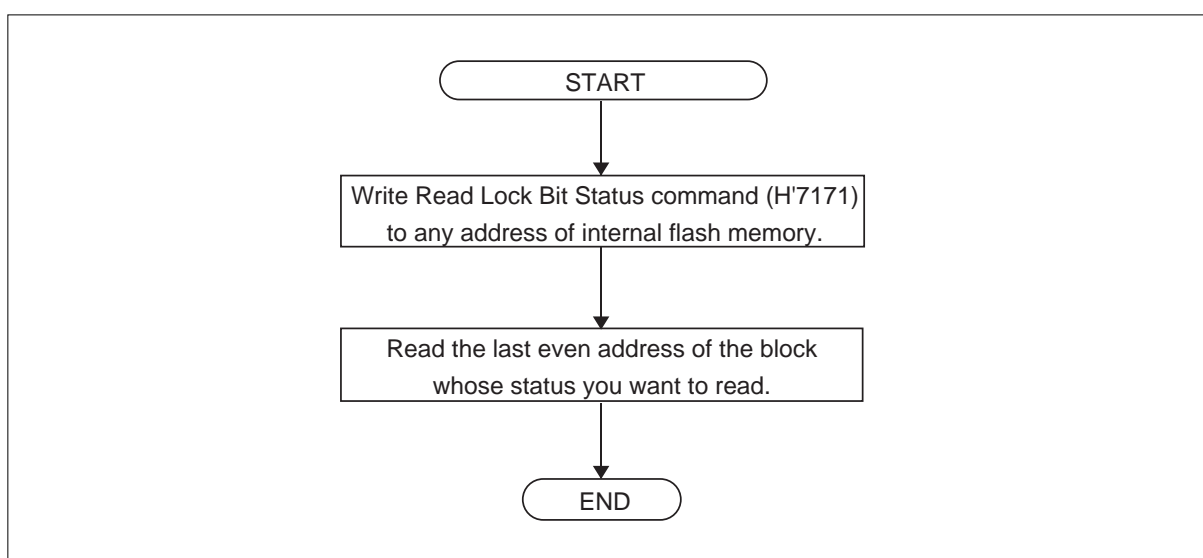 START
Write Read Lock Bit Status command (H'7171)
to any address of internal flash memory.
Read the last even address of the block
whose status you want to read.
END